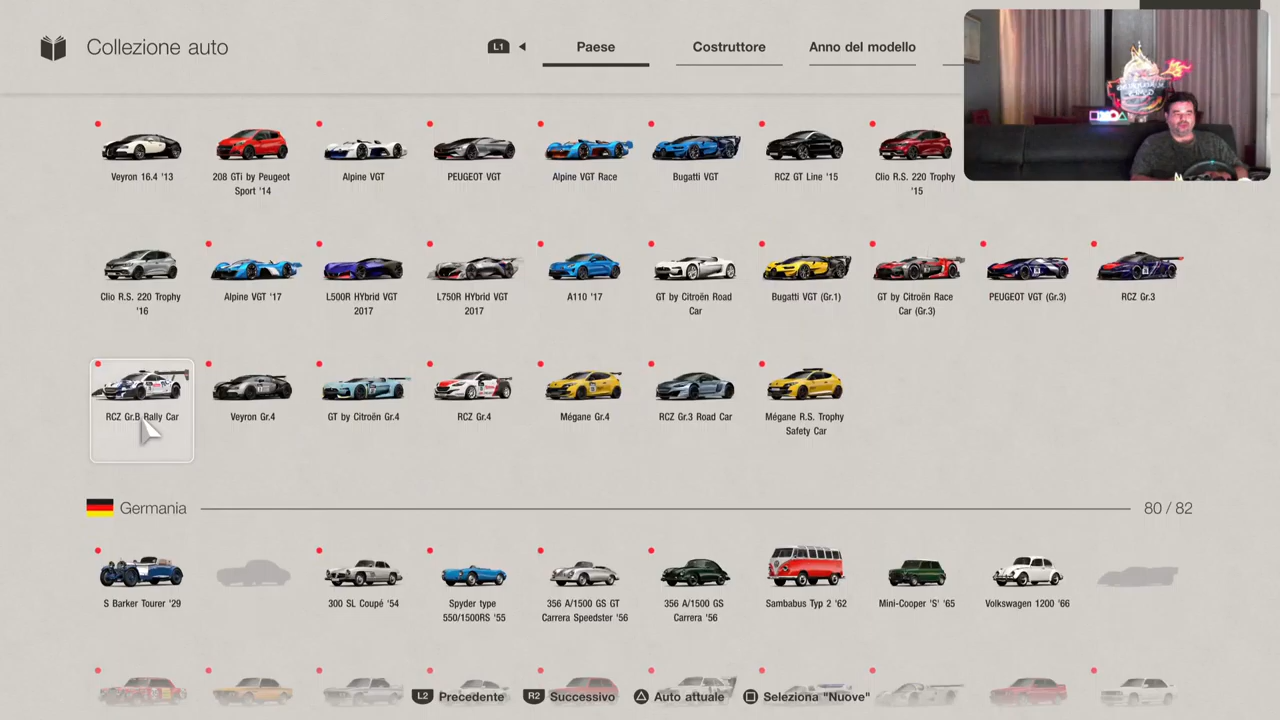 Collezione auto
L1
Paese
Costruttore
Anno del modello
Veyron 16.4 '13
208 GTi by Peugeot
Sport '14
Alpine VGT
PEUGEOT VGT
Alpine VGT Race
Bugatti VGT
RCZ GT Line '15
Clio R.S. 220 Trophy
'15
Clio R.S. 220 Trophy
'16
Alpine VGT '17
L500R HYbrid VGT
2017
L750R HYbrid VGT
2017
A110 '17
GT by Citroën Road
Car
Bugatti VGT (Gr.1)
GT by Citroën Race
Car (Gr.3)
PEUGEOT VGT (Gr.3)
RCZ Gr.3
RCZ Gr.B Rally Car
Veyron Gr.4
GT by Citroën Gr.4
RCZ Gr.4
Mégane Gr.4
RCZ Gr.3 Road Car
Mégane R.S. Trophy
Safety Car
Germania
80 / 82
S Barker Tourer '29
300 SL Coupé '54
Spyder type
550/1500RS '55
356 A/1500 GS GT
Carrera Speedster '56
356 A/1500 GS
Carrera '56
Sambabus Typ 2 '62
Mini-Cooper 'S' '65
Volkswagen 1200 '66
L2 Precedente
R2 Successivo
Auto attuale
Seleziona "Nuove"